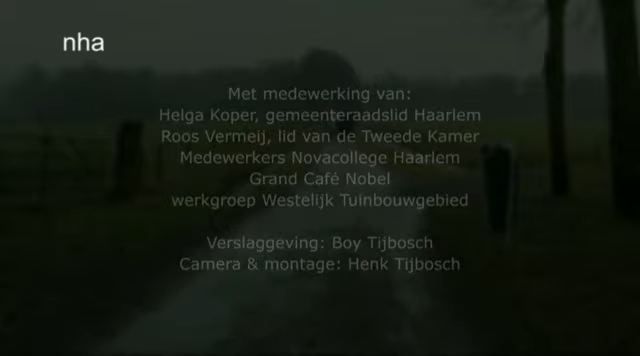 nha
Met medewerking van:
Helga Koper, gemeenteraadslid Haarlem
Roos Vermeij, lid van de Tweede Kamer
Medewerkers Novacollege Haarlem
Grand Café Nobel
werkgroep Westelijk Tuinbouwgebied
Verslaggeving: Boy Tijbosch
Camera & montage: Henk Tijbosch